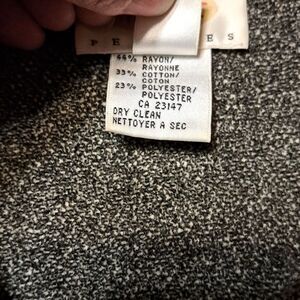 P E T I T E S
44% RAYON/
RAYONNE
33% COTTON/
COTON
23% POLYESTER/
POLYESTER
CA 23147
DRY CLEAN
NETTOYER A SEC